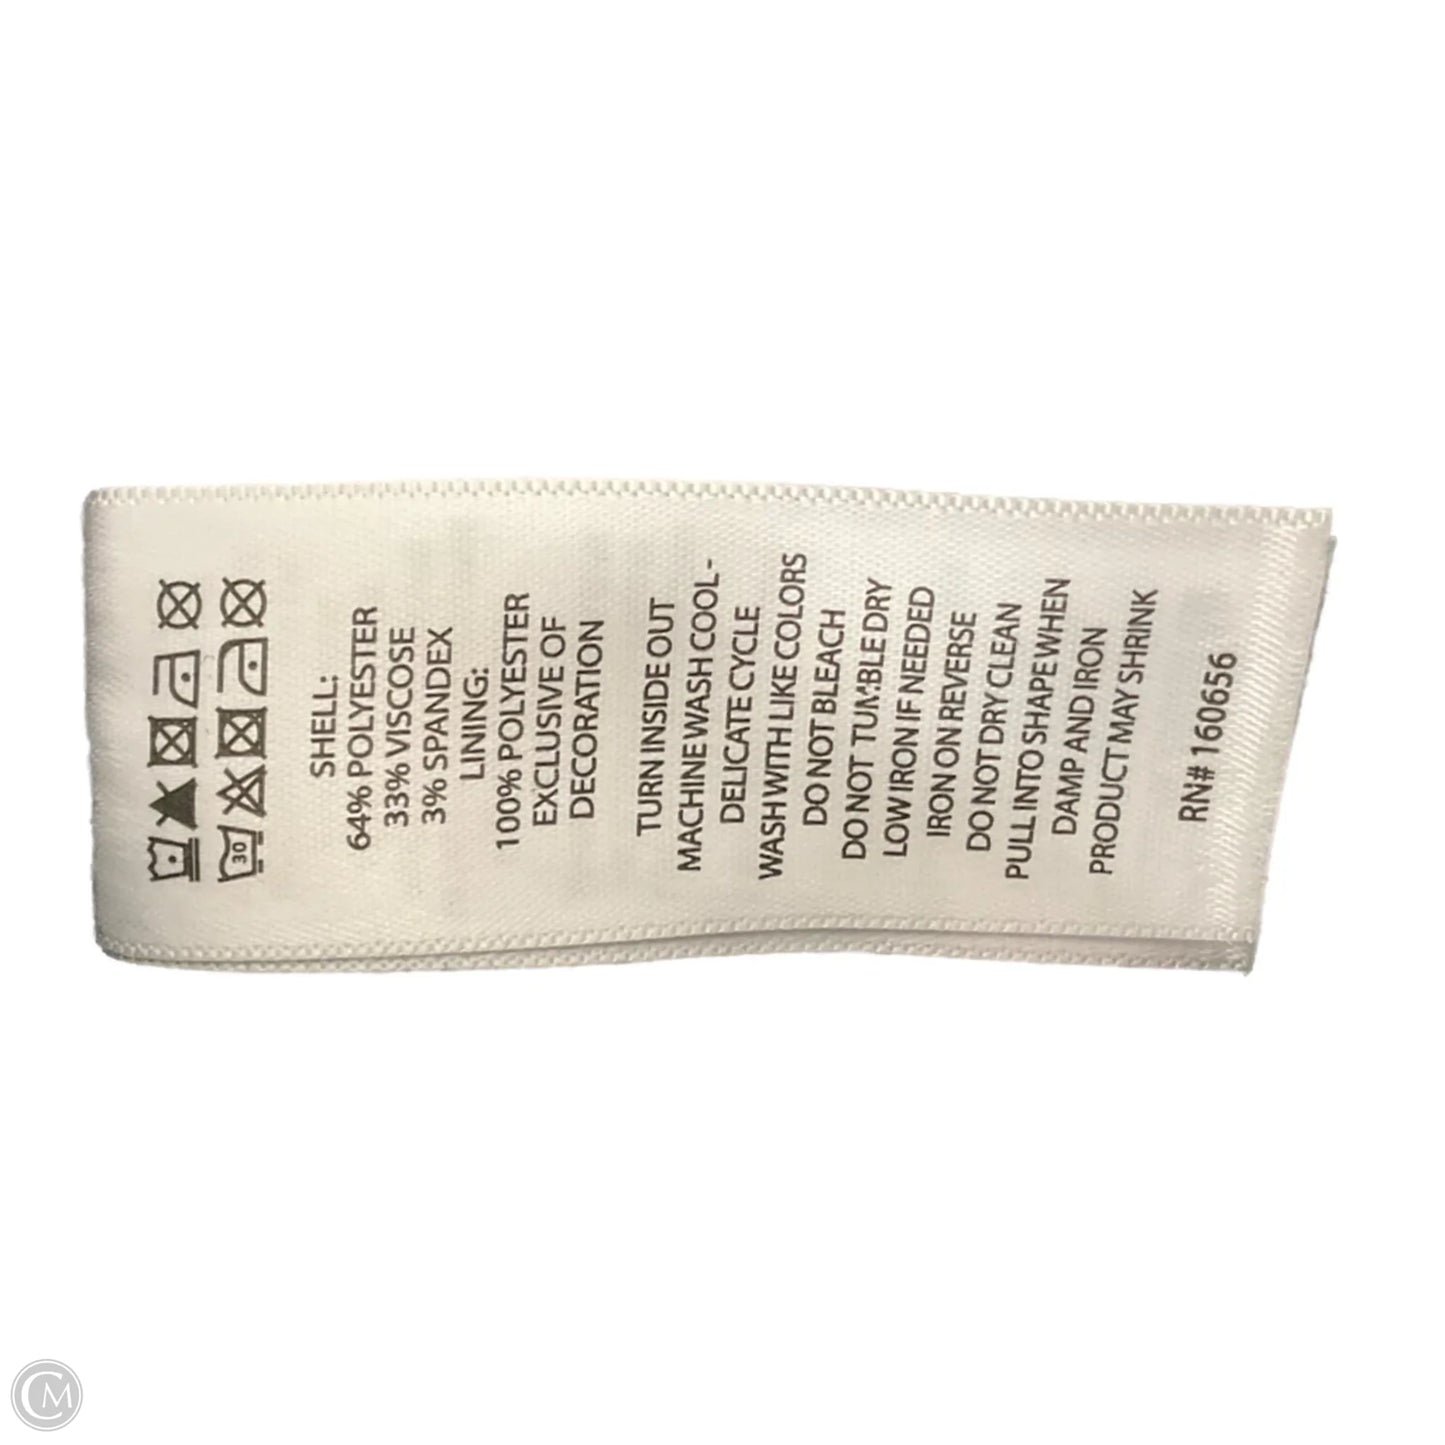 30
SHELL:
64% POLYESTER
33% VISCOSE
3% SPANDEX
LINING:
100% POLYESTER
EXCLUSIVE OF
DECORATION
TURN INSIDE OUT
MACHINE WASH COOL-
DELICATE CYCLE
WASH WITH LIKE COLORS
DO NOT BLEACH
DO NOT TUMBLE DRY
LOW IRON IF NEEDED
IRON ON REVERSE
DO NOT DRY CLEAN
PULL INTO SHAPE WHEN
DAMP AND IRON
PRODUCT MAY SHRINK
RN# 160656
CM